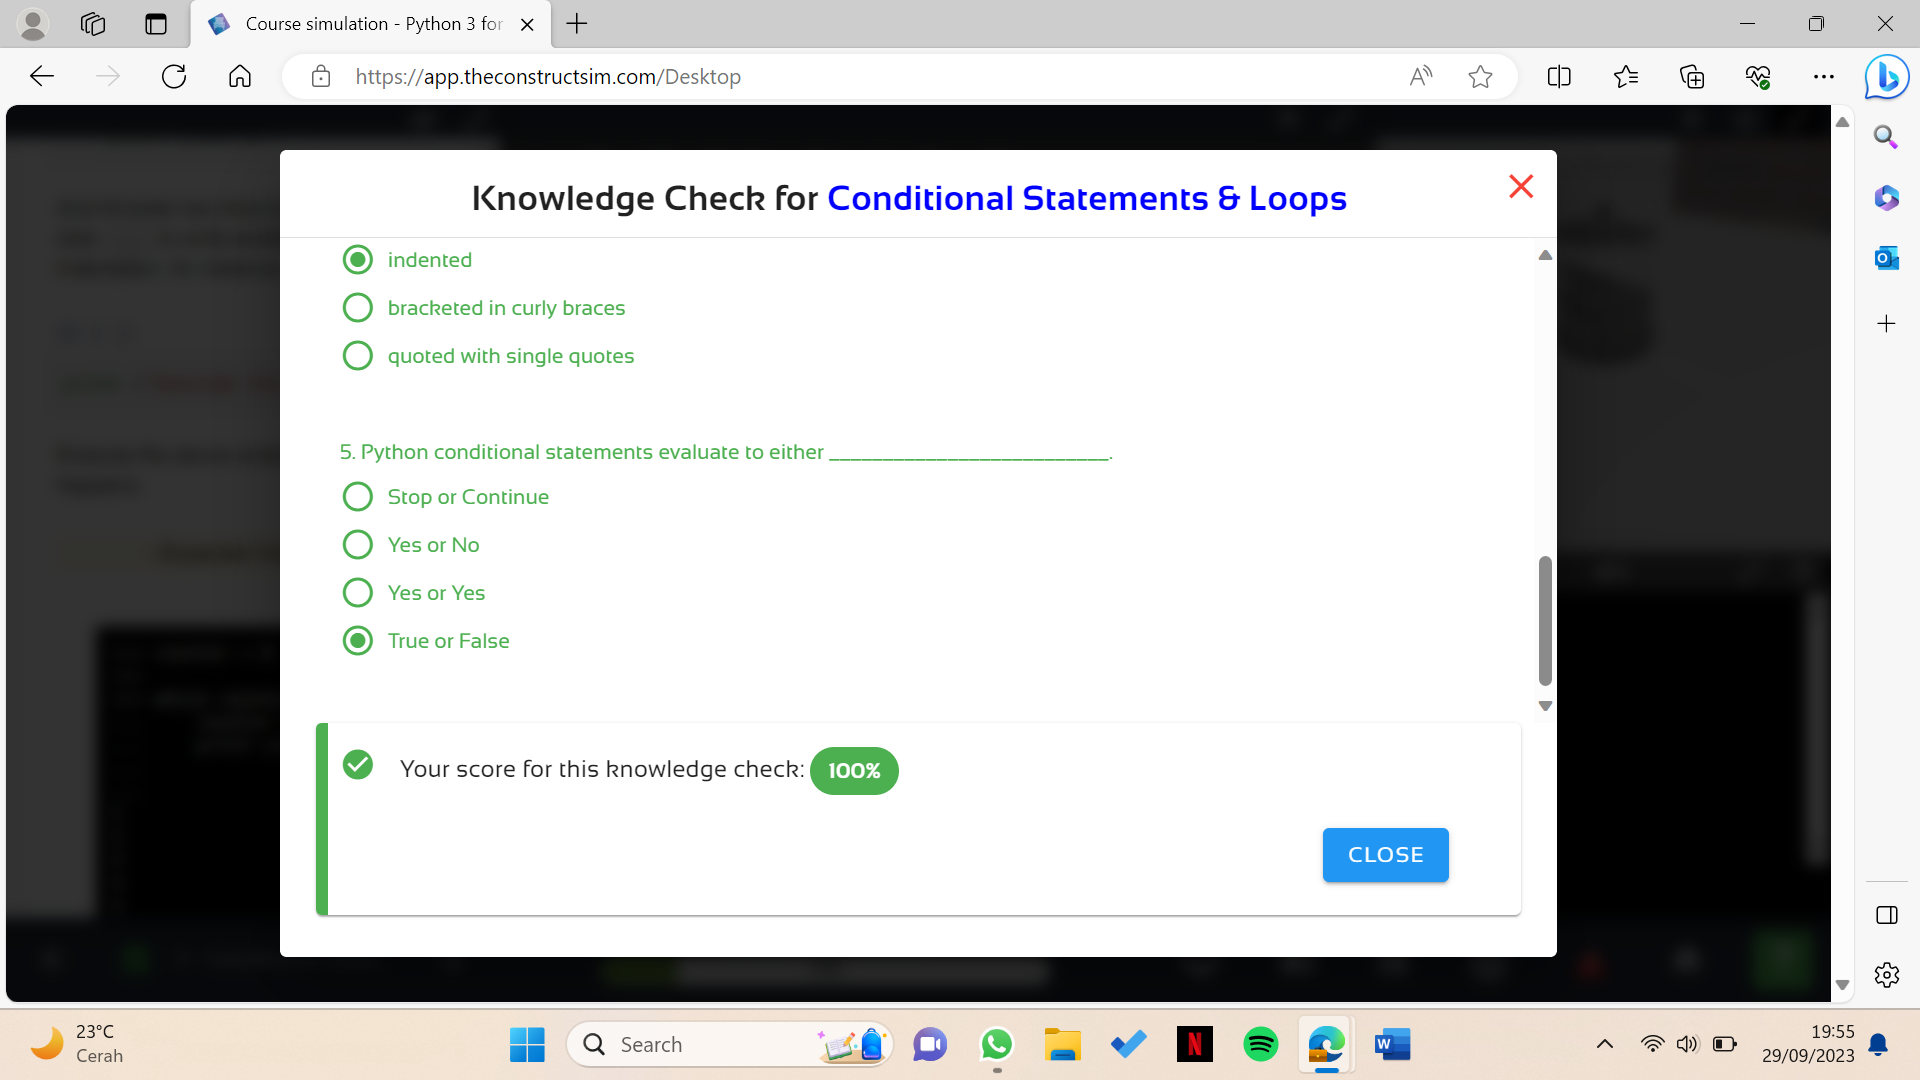 Course simulation - Python 3 for
https://app.theconstructsim.com/Desktop
Knowledge Check for Conditional Statements & Loops
indented
bracketed in curly braces
quoted with single quotes
5. Python conditional statements evaluate to either __________________________.
Stop or Continue
Yes or No
Yes or Yes
True or False
Your score for this knowledge check: 100%
CLOSE
23°C
Cerah
Search
19:55
29/09/2023